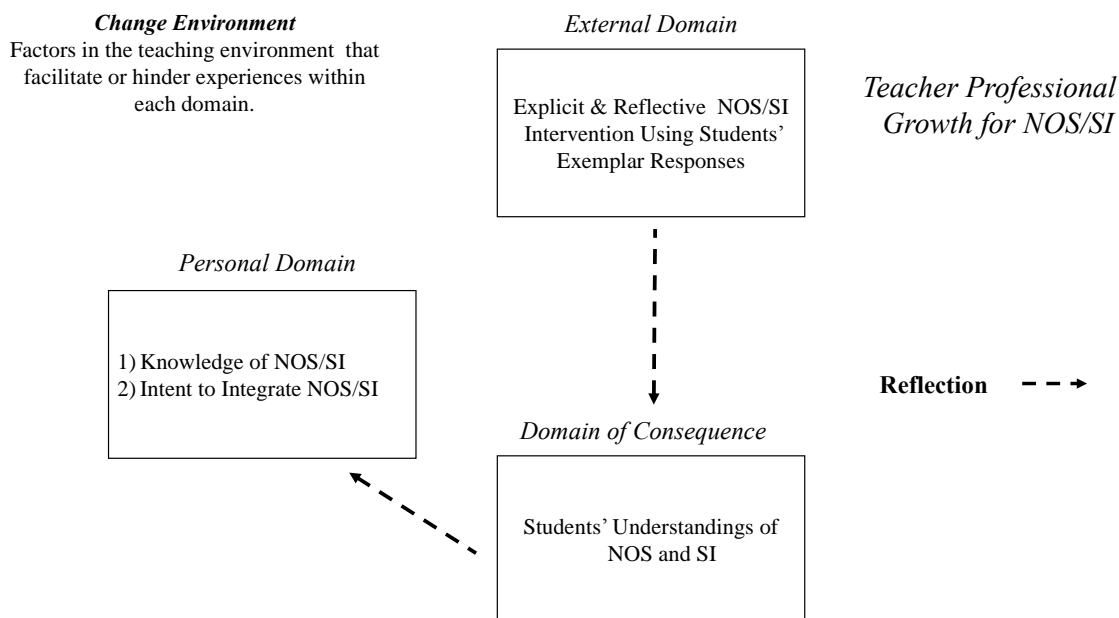 Change Environment
Factors in the teaching environment that
facilitate or hinder experiences within
each domain.
External Domain
Explicit & Reflective NOS/SI
Intervention Using Students’
Exemplar Responses
Teacher Professional
Growth for NOS/SI
Personal Domain
1) Knowledge of NOS/SI
2) Intent to Integrate NOS/SI
Reflection
Domain of Consequence
Students’ Understandings of
NOS and SI